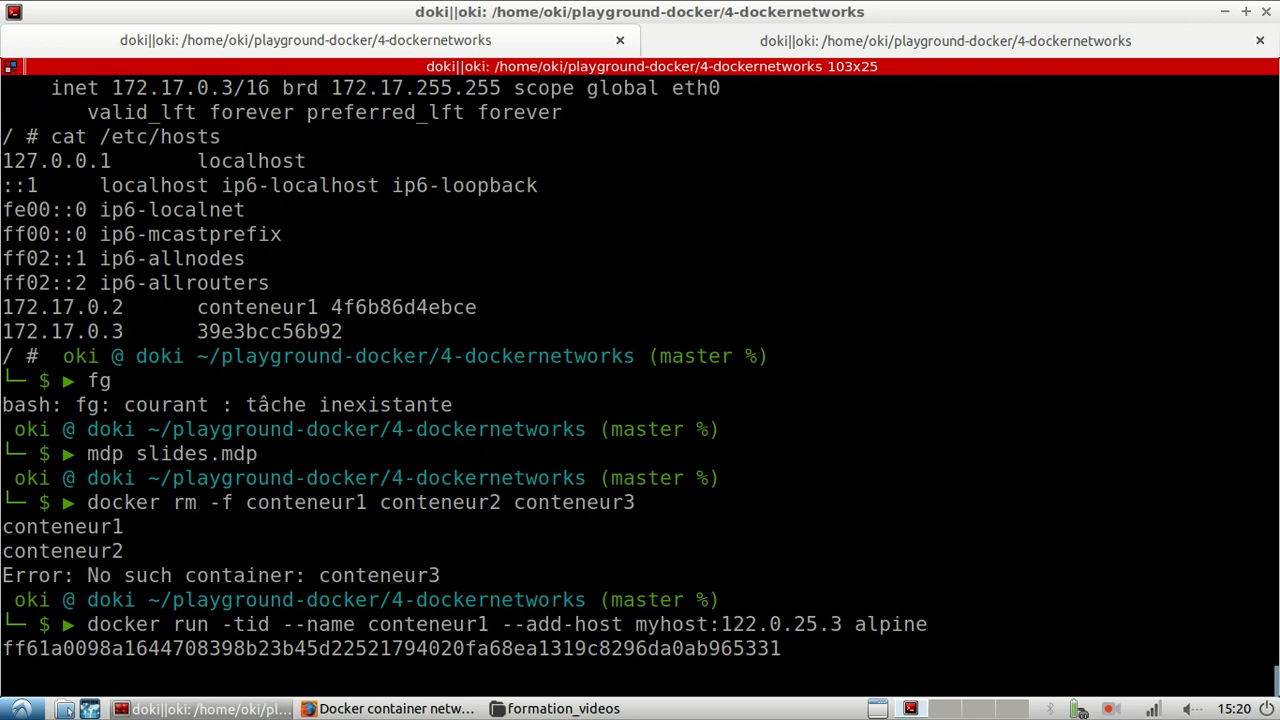 doki||oki: /home/oki/playground-docker/4-dockernetworks
doki||oki: /home/oki/playground-docker/4-dockernetworks
doki||oki: /home/oki/playground-docker/4-dockernetworks
doki||oki: /home/oki/playground-docker/4-dockernetworks 103x25
inet 172.17.0.3/16 brd 172.17.255.255 scope global eth0
valid_lft forever preferred_lft forever
/ # cat /etc/hosts
127.0.0.1 localhost
::1 localhost ip6-localhost ip6-loopback
fe00::0 ip6-localnet
ff00::0 ip6-mcastprefix
ff02::1 ip6-allnodes
ff02::2 ip6-allrouters
172.17.0.2 conteneur1 4f6b86d4ebce
172.17.0.3 39e3bcc56b92
/ # oki @ doki ~/playground-docker/4-dockernetworks (master %)
└─ $ ▶ fg
bash: fg: courant : tâche inexistante
oki @ doki ~/playground-docker/4-dockernetworks (master %)
└─ $ ▶ mdp slides.mdp
oki @ doki ~/playground-docker/4-dockernetworks (master %)
└─ $ ▶ docker rm -f conteneur1 conteneur2 conteneur3
conteneur1
conteneur2
Error: No such container: conteneur3
oki @ doki ~/playground-docker/4-dockernetworks (master %)
└─ $ ▶ docker run -tid --name conteneur1 --add-host myhost:122.0.25.3 alpine
ff61a0098a1644708398b23b45d22521794020fa68ea1319c8296da0ab965331
doki||oki: /home/oki/playground-docker/pl... Docker container netw... formation_videos 15:20